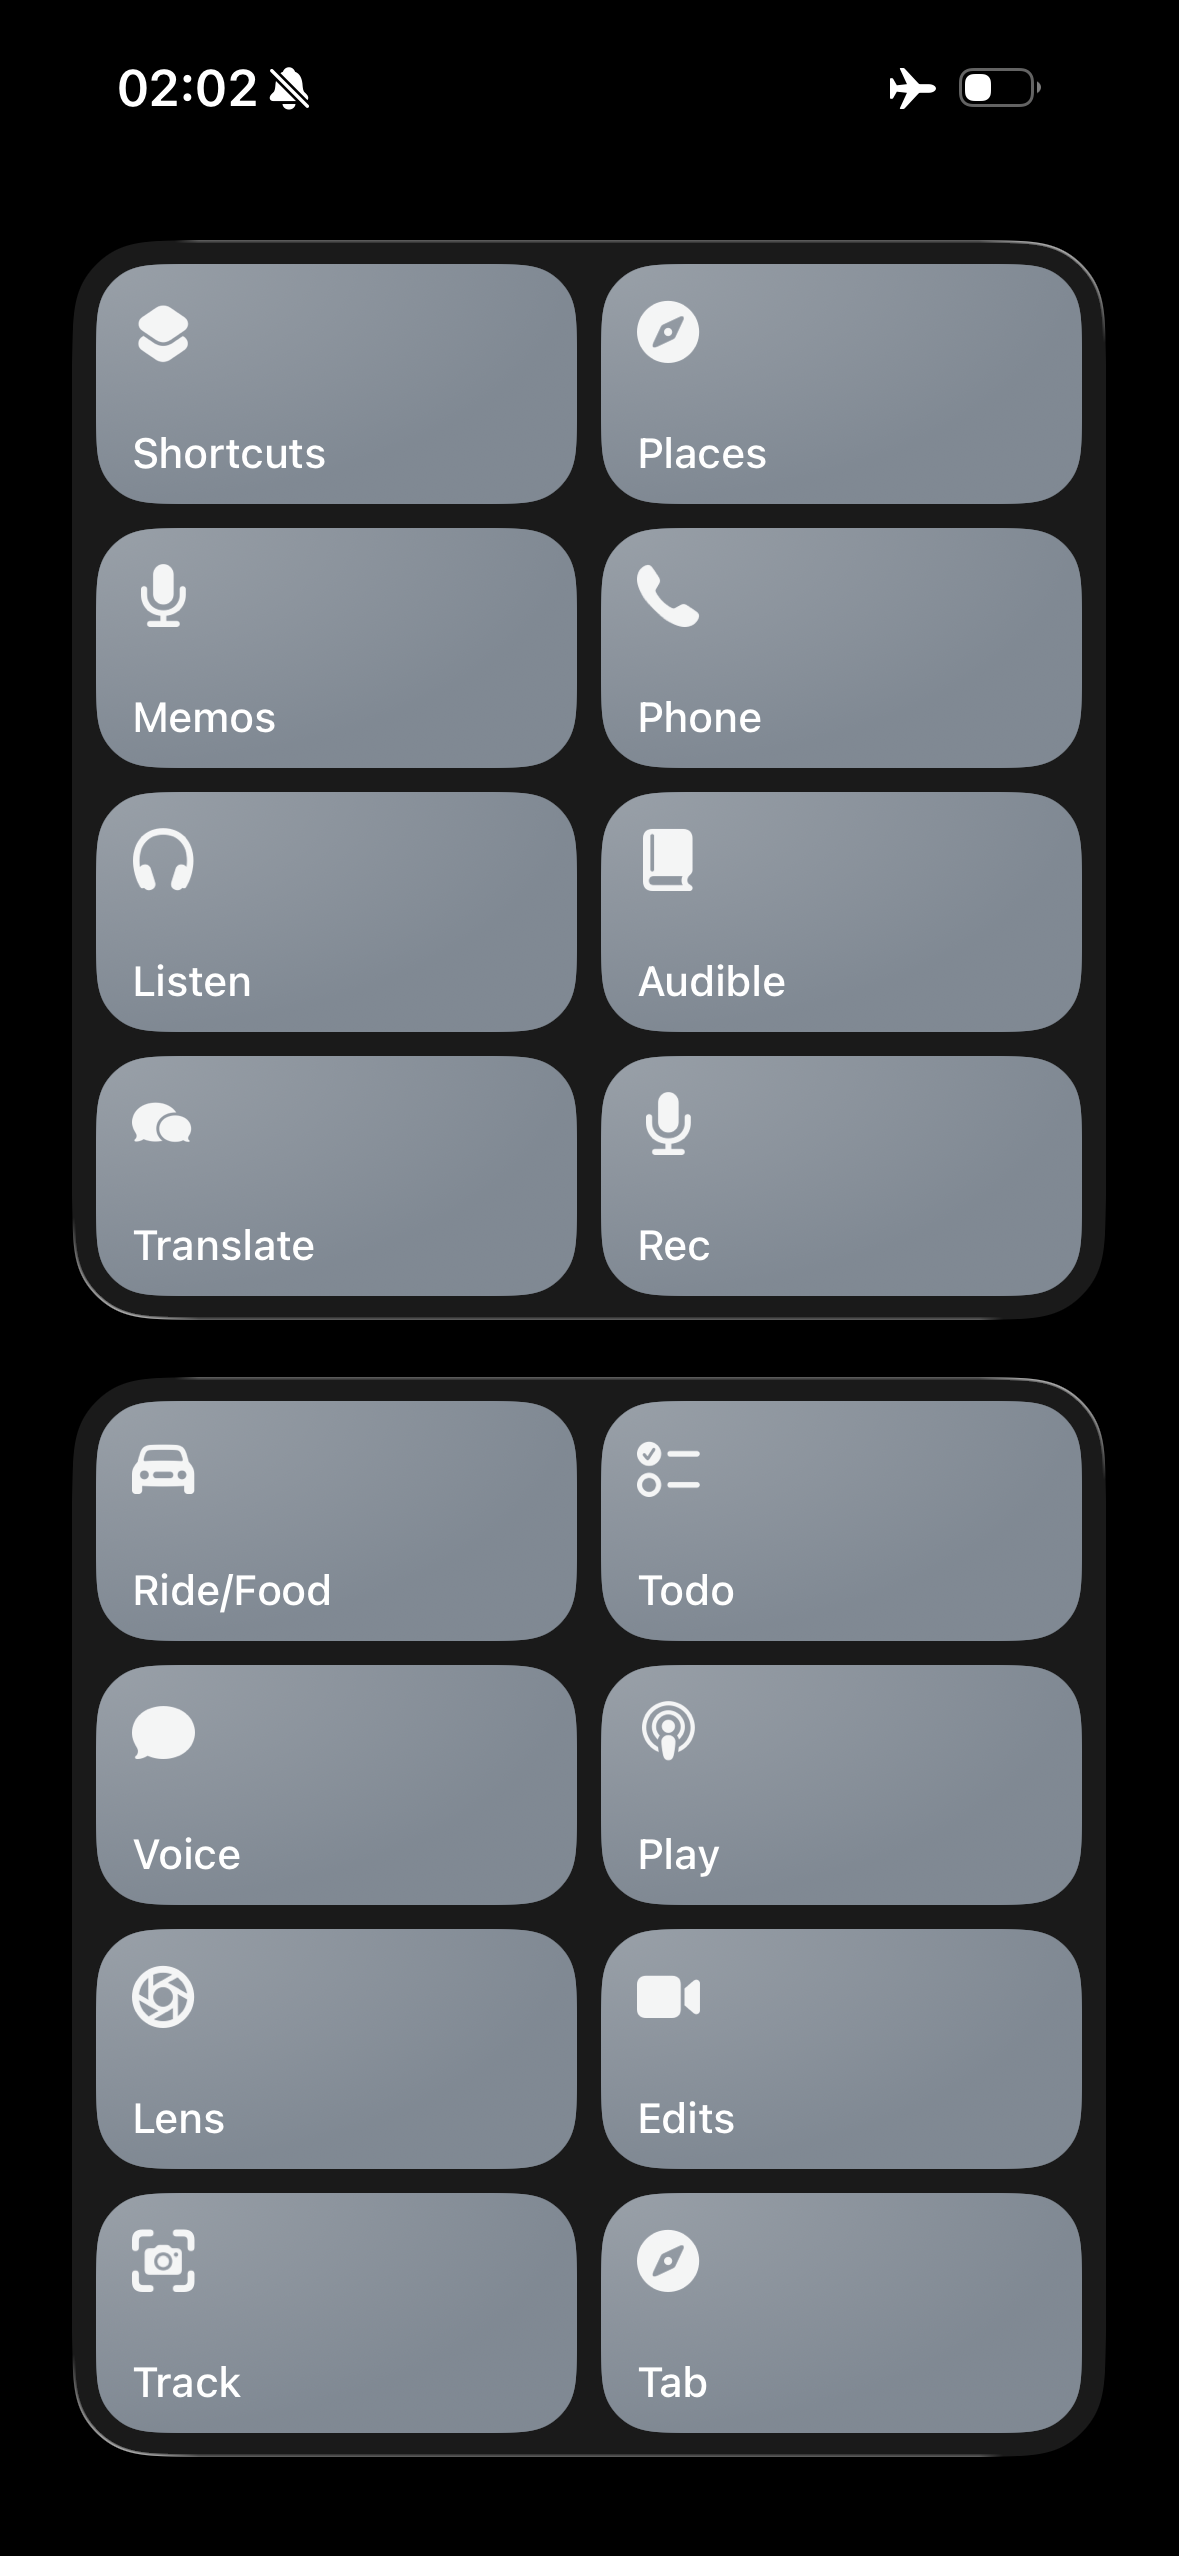 02:02
Shortcuts
Places
Memos
Phone
Listen
Audible
Translate
Rec
Ride/Food
Todo
Voice
Play
Lens
Edits
Track
Tab